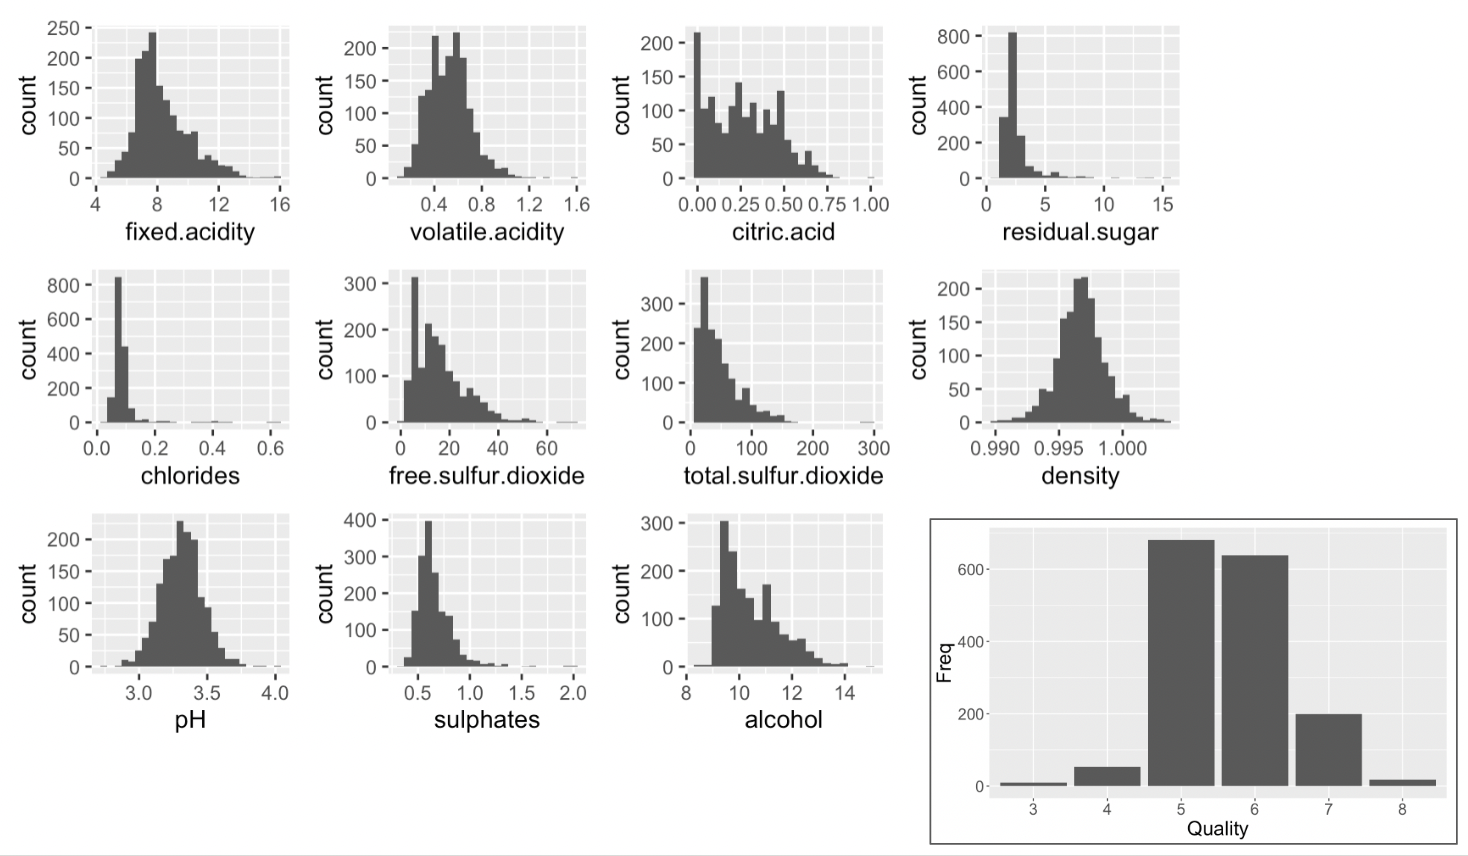 250
200
150
100
50
0
count
4 8 12 16
fixed.acidity
200
150
100
50
0
count
0.4 0.8 1.2 1.6
volatile.acidity
200
150
100
50
0
count
0.00 0.25 0.50 0.75 1.00
citric.acid
800
600
400
200
0
count
0 5 10 15
residual.sugar
800
600
400
200
0
count
0.0 0.2 0.4 0.6
chlorides
300
200
100
0
count
0 20 40 60
free.sulfur.dioxide
300
200
100
0
count
0 100 200 300
total.sulfur.dioxide
200
150
100
50
0
count
0.990 0.995 1.000
density
200
150
100
50
0
count
3.0 3.5 4.0
pH
400
300
200
100
0
count
0.5 1.0 1.5 2.0
sulphates
300
200
100
0
count
8 10 12 14
alcohol
600
400
200
0
Freq
3 4 5 6 7 8
Quality